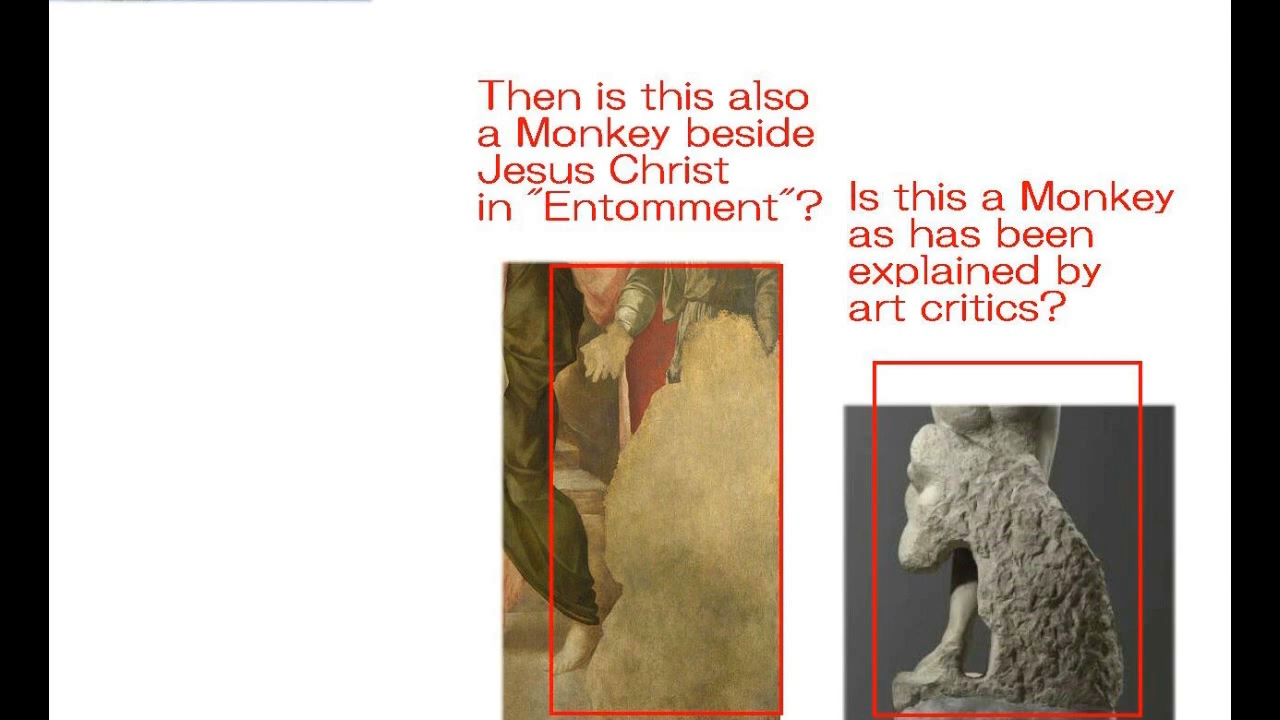 Then is this also
a Monkey beside
Jesus Christ
in "Entomment"?
Is this a Monkey
as has been
explained by
art critics?